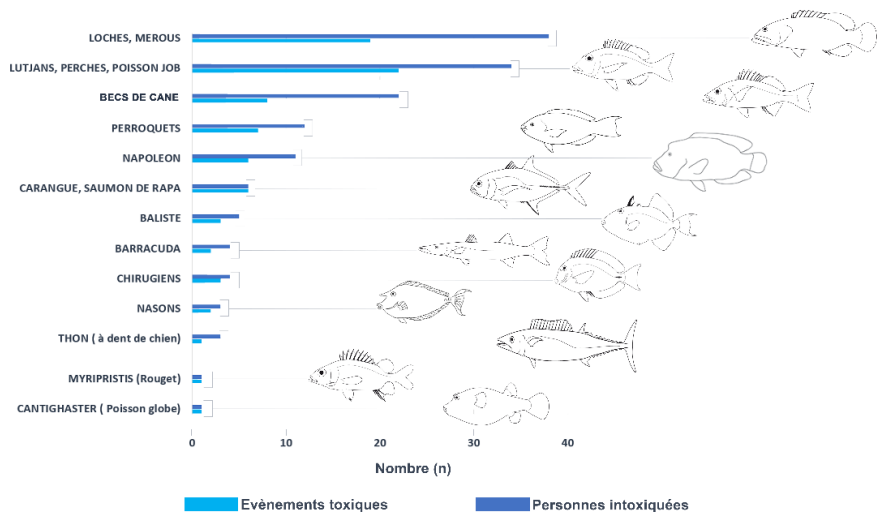 LOCHES, MEROUS
LUTJANS, PERCHES, POISSON JOB
BECS DE CANE
PERROQUETS
NAPOLEON
CARANGUE, SAUMON DE RAPA
BALISTE
BARRACUDA
CHIRUGIENS
NASONS
THON ( à dent de chien)
MYRIPRISTIS (Rouget)
CANTIGHASTER ( Poisson globe)
0 10 20 30 40
Nombre (n)
Evènements toxiques Personnes intoxiquées